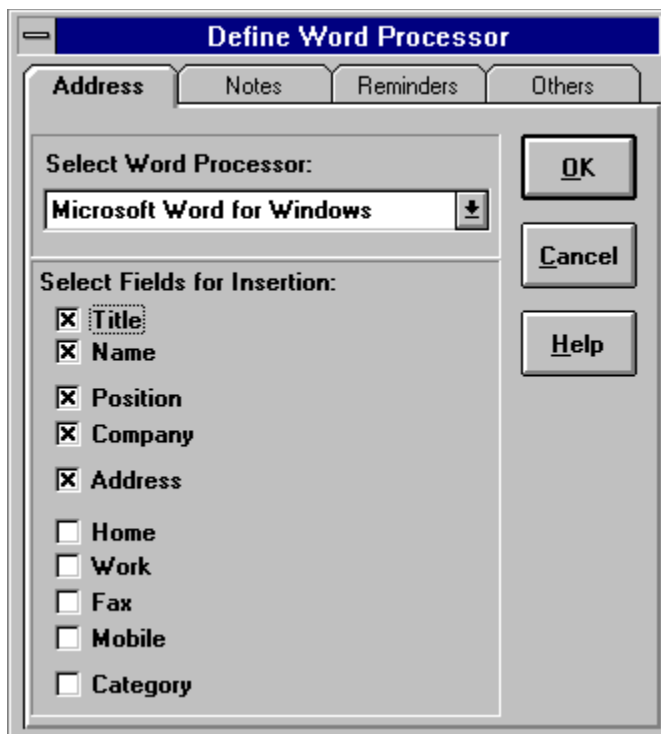 Define Word Processor
Address Notes Reminders Others
Select Word Processor:
Microsoft Word for Windows
OK
Cancel
Help
Select Fields for Insertion:
Title
Name
Position
Company
Address
Home
Work
Fax
Mobile
Category